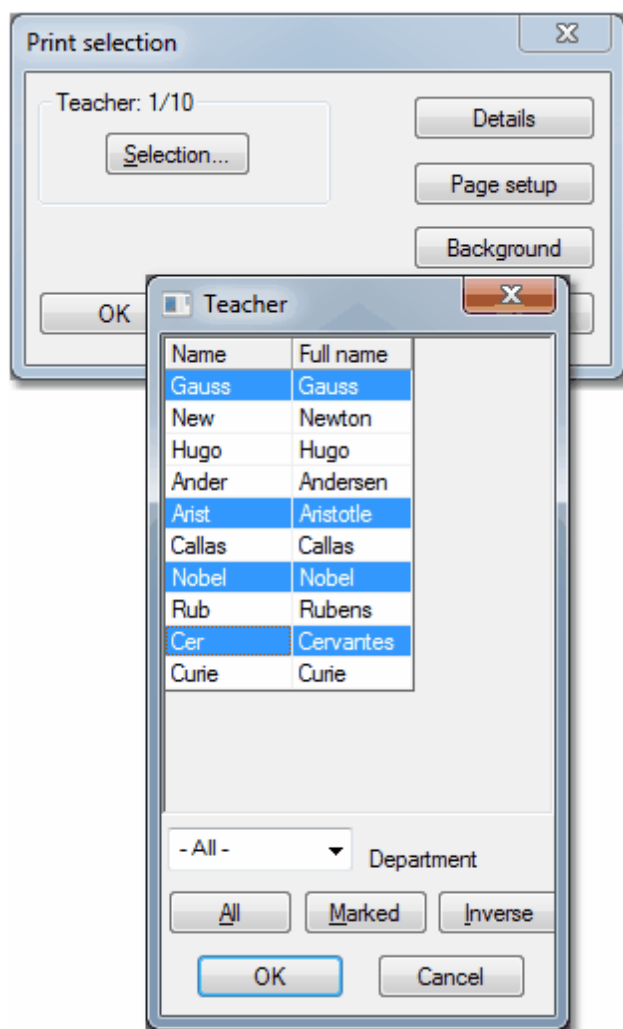 Print selection
Teacher: 1/10
Selection...
Details
Page setup
Background
OK
Teacher
Name Full name
Gauss Gauss
New Newton
Hugo Hugo
Ander Andersen
Arist Aristotle
Callas Callas
Nobel Nobel
Rub Rubens
Cer Cervantes
Curie Curie
- All - Department
All Marked Inverse
OK Cancel